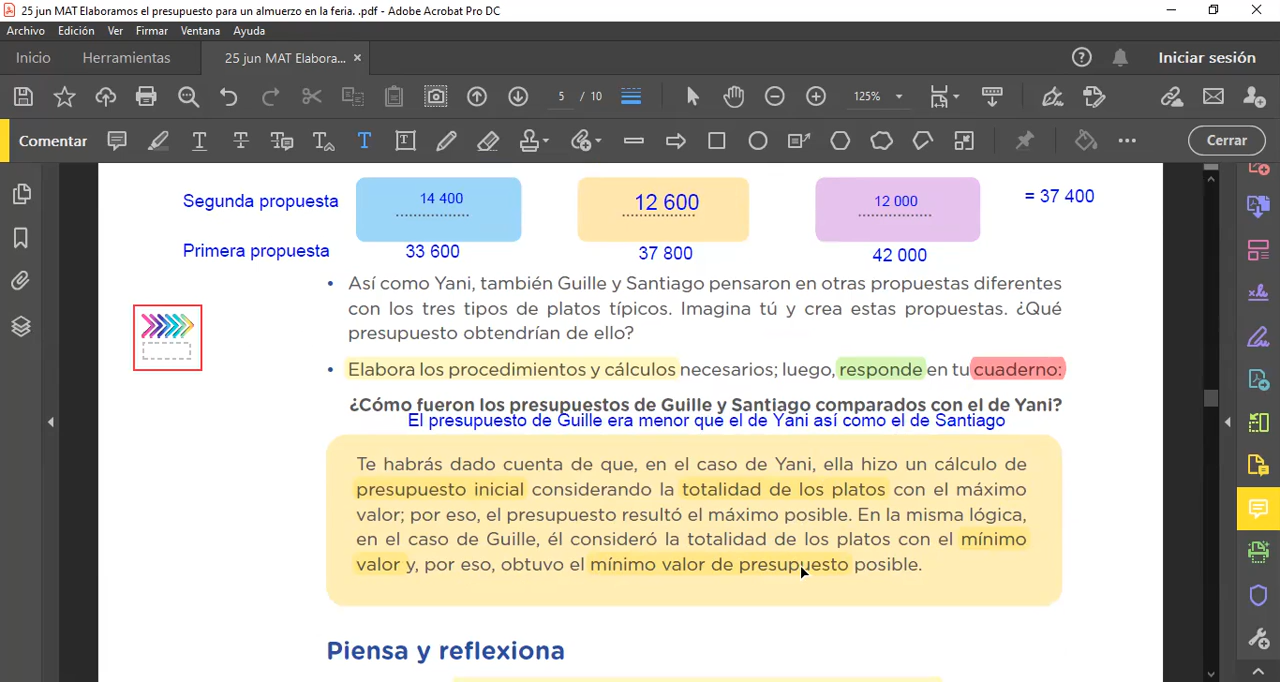 25 jun MAT Elaboramos el presupuesto para un almuerzo en la feria. .pdf - Adobe Acrobat Pro DC
Archivo Edición Ver Firmar Ventana Ayuda
Inicio Herramientas 25 jun MAT Elabora... × Iniciar sesión
5 / 10 125%
Comentar Cerrar
Segunda propuesta 14 400 12 600 12 000 = 37 400
Primera propuesta 33 600 37 800 42 000
• Así como Yani, también Guille y Santiago pensaron en otras propuestas diferentes
con los tres tipos de platos típicos. Imagina tú y crea estas propuestas. ¿Qué
presupuesto obtendrían de ello?
• Elabora los procedimientos y cálculos necesarios; luego, responde en tu cuaderno:
¿Cómo fueron los presupuestos de Guille y Santiago comparados con el de Yani?
El presupuesto de Guille era menor que el de Yani así como el de Santiago
Te habrás dado cuenta de que, en el caso de Yani, ella hizo un cálculo de
presupuesto inicial considerando la totalidad de los platos con el máximo
valor; por eso, el presupuesto resultó el máximo posible. En la misma lógica,
en el caso de Guille, él consideró la totalidad de los platos con el mínimo
valor y, por eso, obtuvo el mínimo valor de presupuesto posible.
Piensa y reflexiona